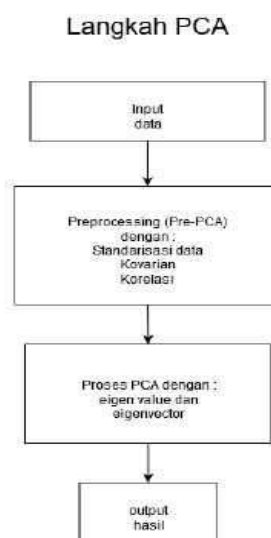 Langkah PCA
Input
data
Preprocessing (Pre-PCA)
dengan :
Standarisasi data
Kovarian
Korelasi
Proses PCA dengan :
eigen value dan
eigenvector
output
hasil